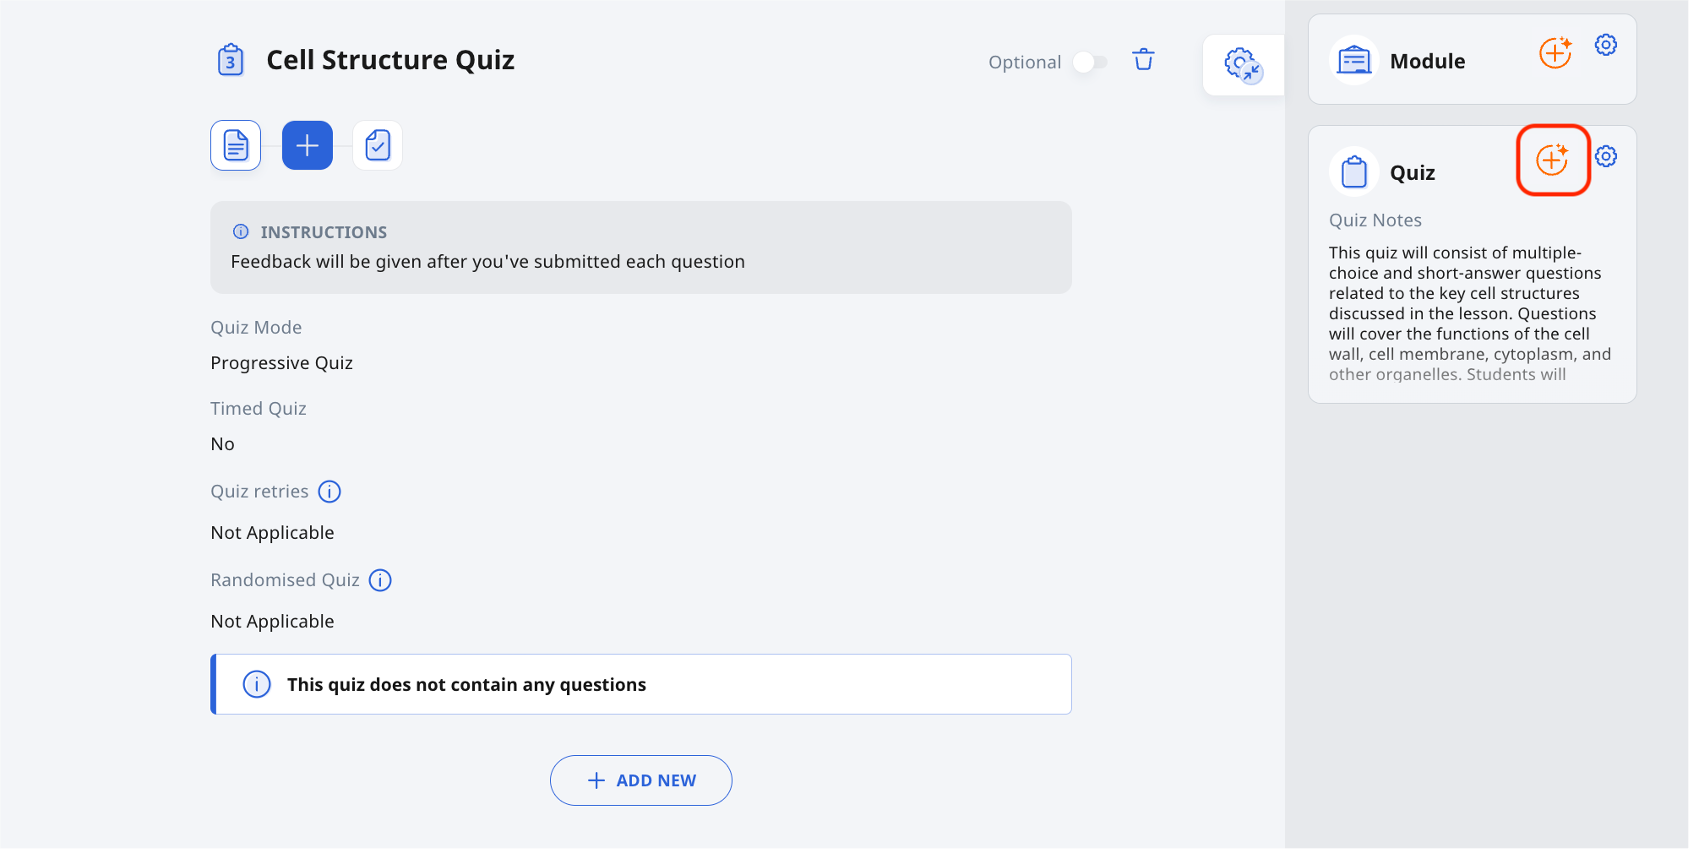 3
Cell Structure Quiz
Optional
INSTRUCTIONS
Feedback will be given after you've submitted each question
Quiz Mode
Progressive Quiz
Timed Quiz
No
Quiz retries
Not Applicable
Randomised Quiz
Not Applicable
This quiz does not contain any questions
ADD NEW
Module
Quiz
Quiz Notes
This quiz will consist of multiple-
choice and short-answer questions
related to the key cell structures
discussed in the lesson. Questions
will cover the functions of the cell
wall, cell membrane, cytoplasm, and
other organelles. Students will